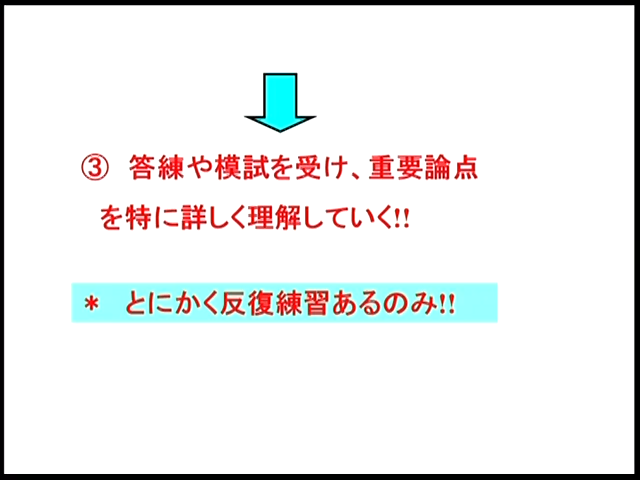 ③ 答練や模試を受け、重要論点
を特に詳しく理解していく!!
* とにかく反復練習あるのみ!!